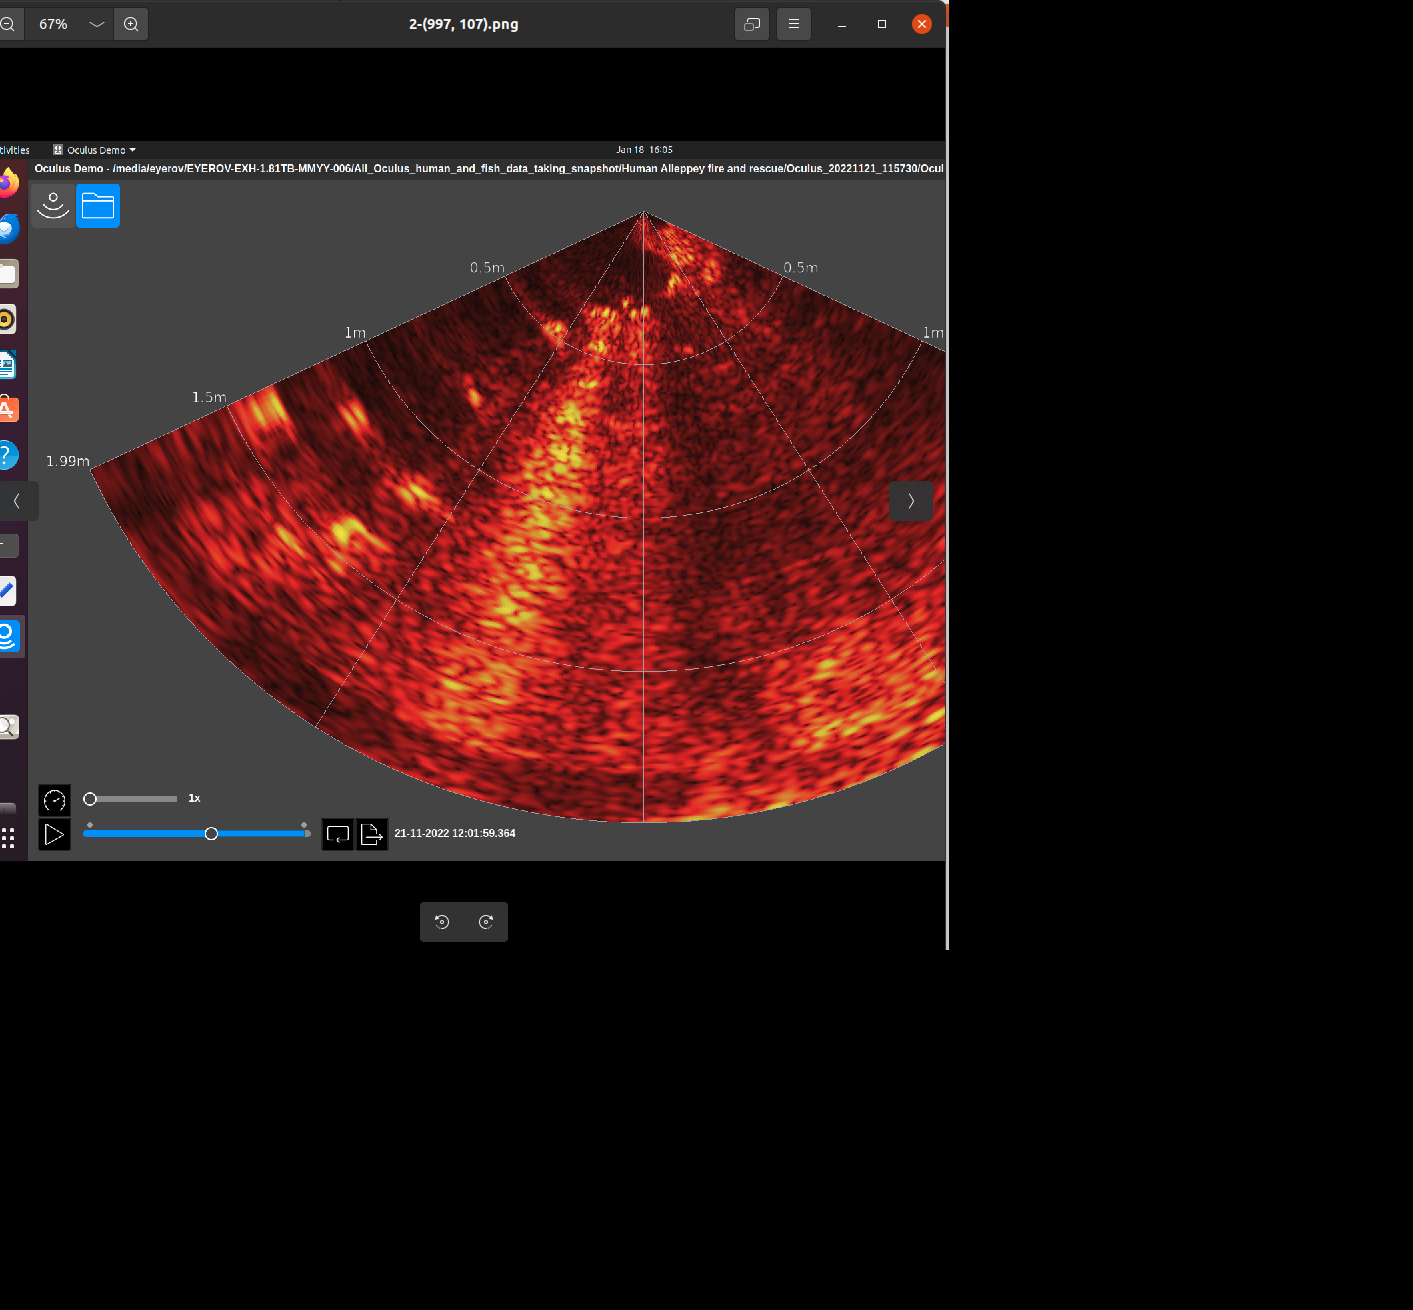 67%
2-(997, 107).png
tivities
Oculus Demo
Jan 18 16:05
Oculus Demo - /media/eyerov/EYEROV-EXH-1.81TB-MMYY-006/All_Oculus_human_and_fish_data_taking_snapshot/Human Alleppey fire and rescue/Oculus_20221121_115730/Ocul
0.5m
0.5m
1m
1m
1.5m
1.99m
1x
21-11-2022 12:01:59.364